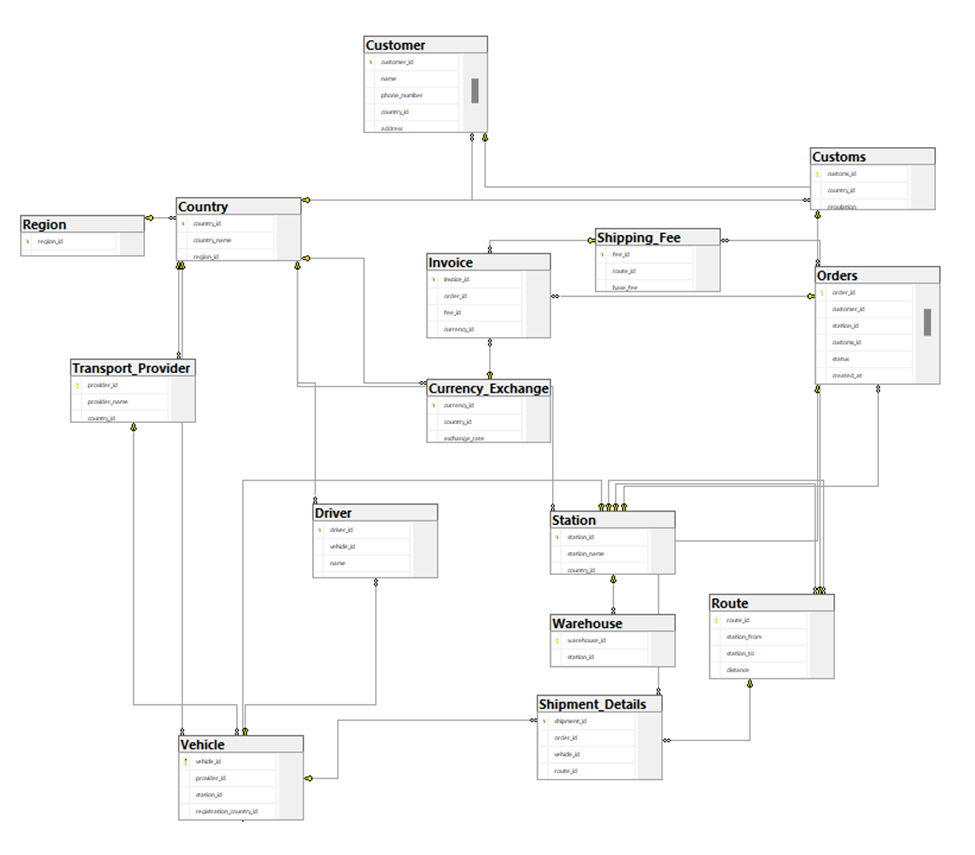 Customer
customer_id
name
phone_number
country_id
address
Customs
customs_id
country_id
regulation
Country
country_id
country_name
region_id
Region
region_id
Shipping_Fee
fee_id
route_id
base_fee
Invoice
invoice_id
order_id
fee_id
currency_id
Orders
order_id
customer_id
station_id
customs_id
status
created_at
Transport_Provider
provider_id
provider_name
country_id
Currency_Exchange
currency_id
country_id
exchange_rate
Driver
driver_id
vehicle_id
name
Station
station_id
station_name
country_id
Route
route_id
station_from
station_to
distance
Warehouse
warehouse_id
station_id
Shipment_Details
shipment_id
order_id
vehicle_id
route_id
Vehicle
vehicle_id
provider_id
station_id
registration_country_id